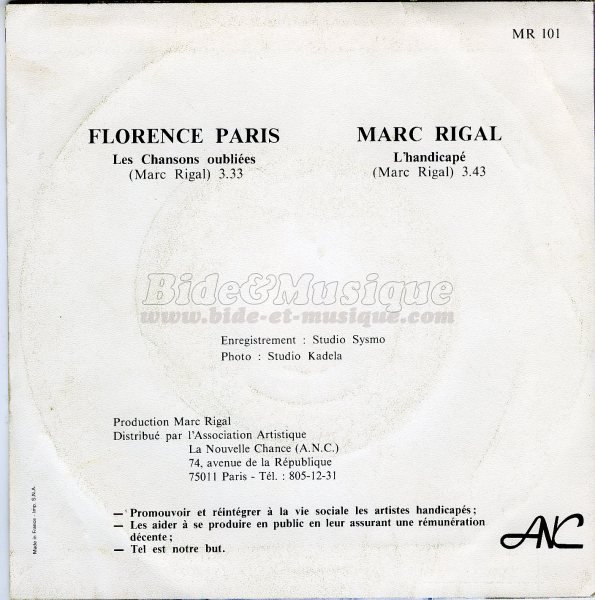 MR 101
FLORENCE PARIS
Les Chansons oubliées
(Marc Rigal) 3.33
MARC RIGAL
L'handicapé
(Marc Rigal) 3.43
Bide&Musique
www.bide-et-musique.com
Enregistrement : Studio Sysmo
Photo : Studio Kadela
Production Marc Rigal
Distribué par l'Association Artistique
La Nouvelle Chance (A.N.C.)
74, avenue de la République
75011 Paris - Tél. : 805-12-31
— Promouvoir et réintégrer à la vie sociale les artistes handicapés ;
— Les aider à se produire en public en leur assurant une rémunération
décente ;
— Tel est notre but.
ANC
Made in France - Imp. S.N.A.